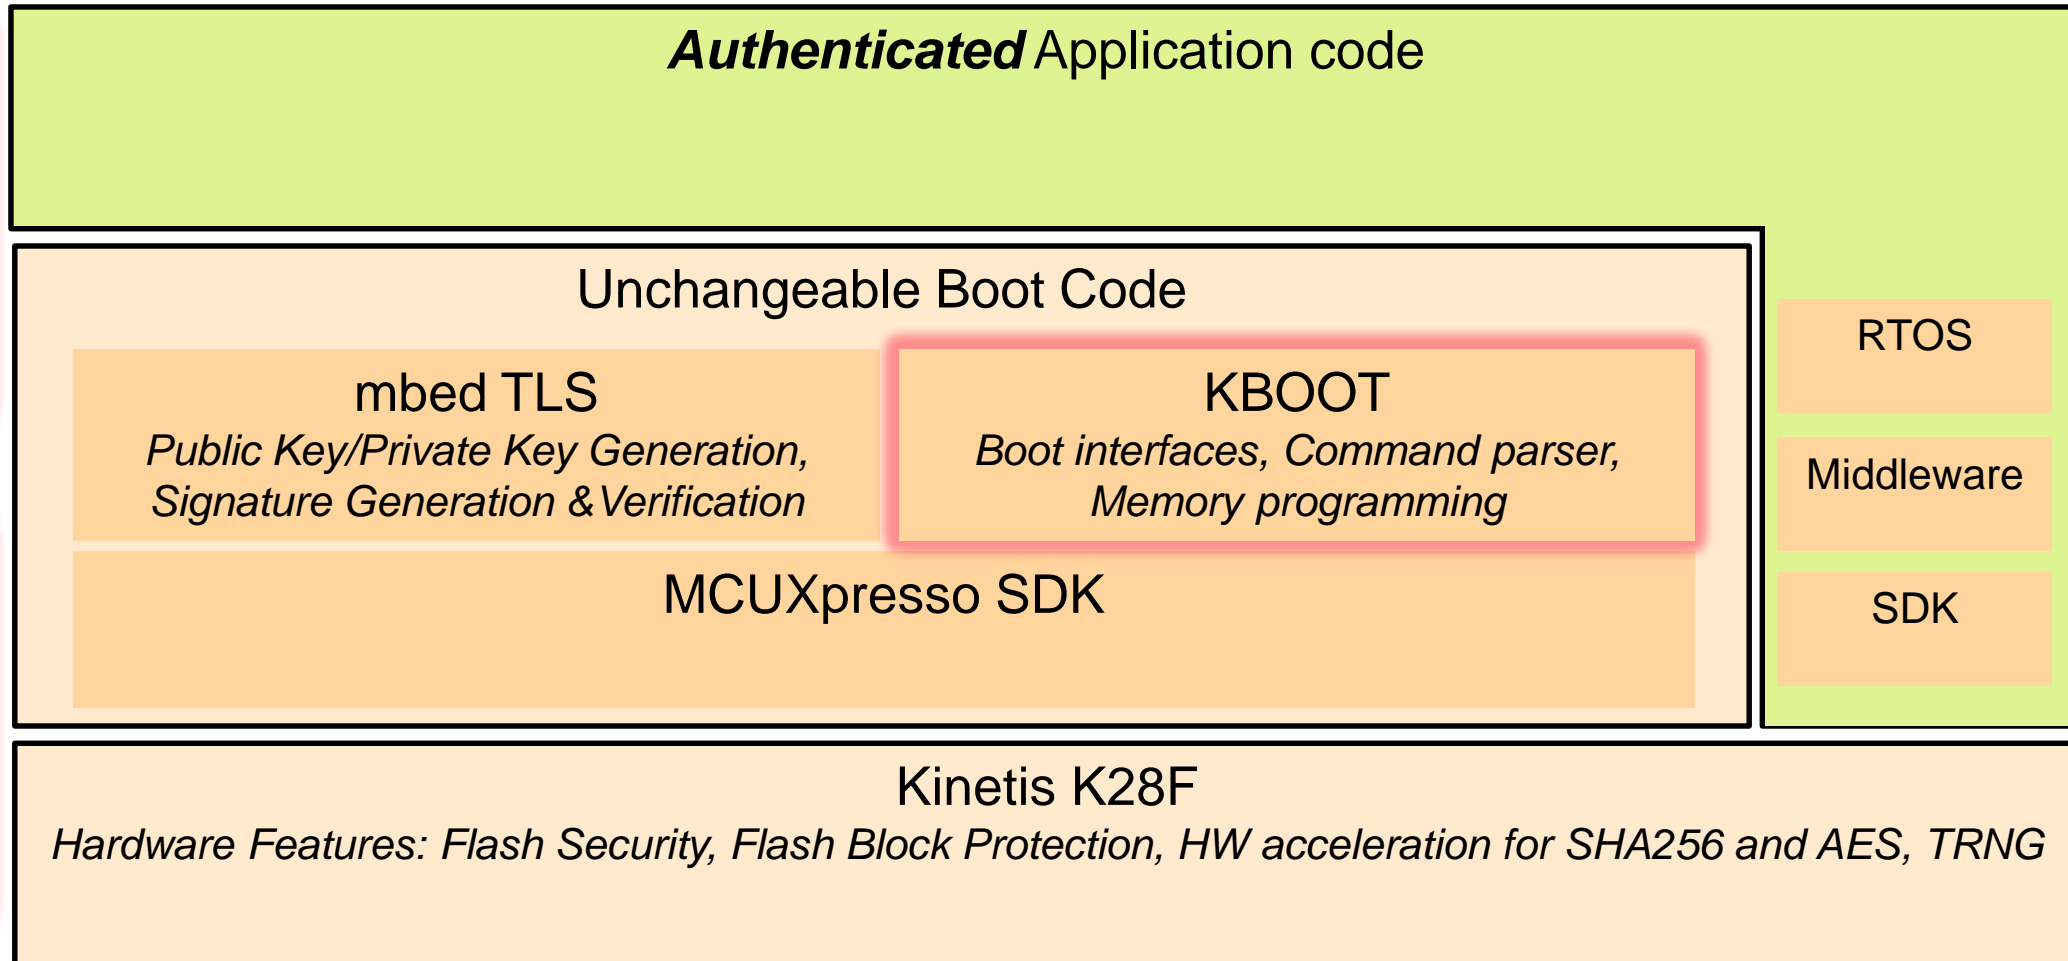 Authenticated Application code
Unchangeable Boot Code
mbed TLS
Public Key/Private Key Generation,
Signature Generation &Verification
KBOOT
Boot interfaces, Command parser,
Memory programming
MCUXpresso SDK
RTOS
Middleware
SDK
Kinetis K28F
Hardware Features: Flash Security, Flash Block Protection, HW acceleration for SHA256 and AES, TRNG